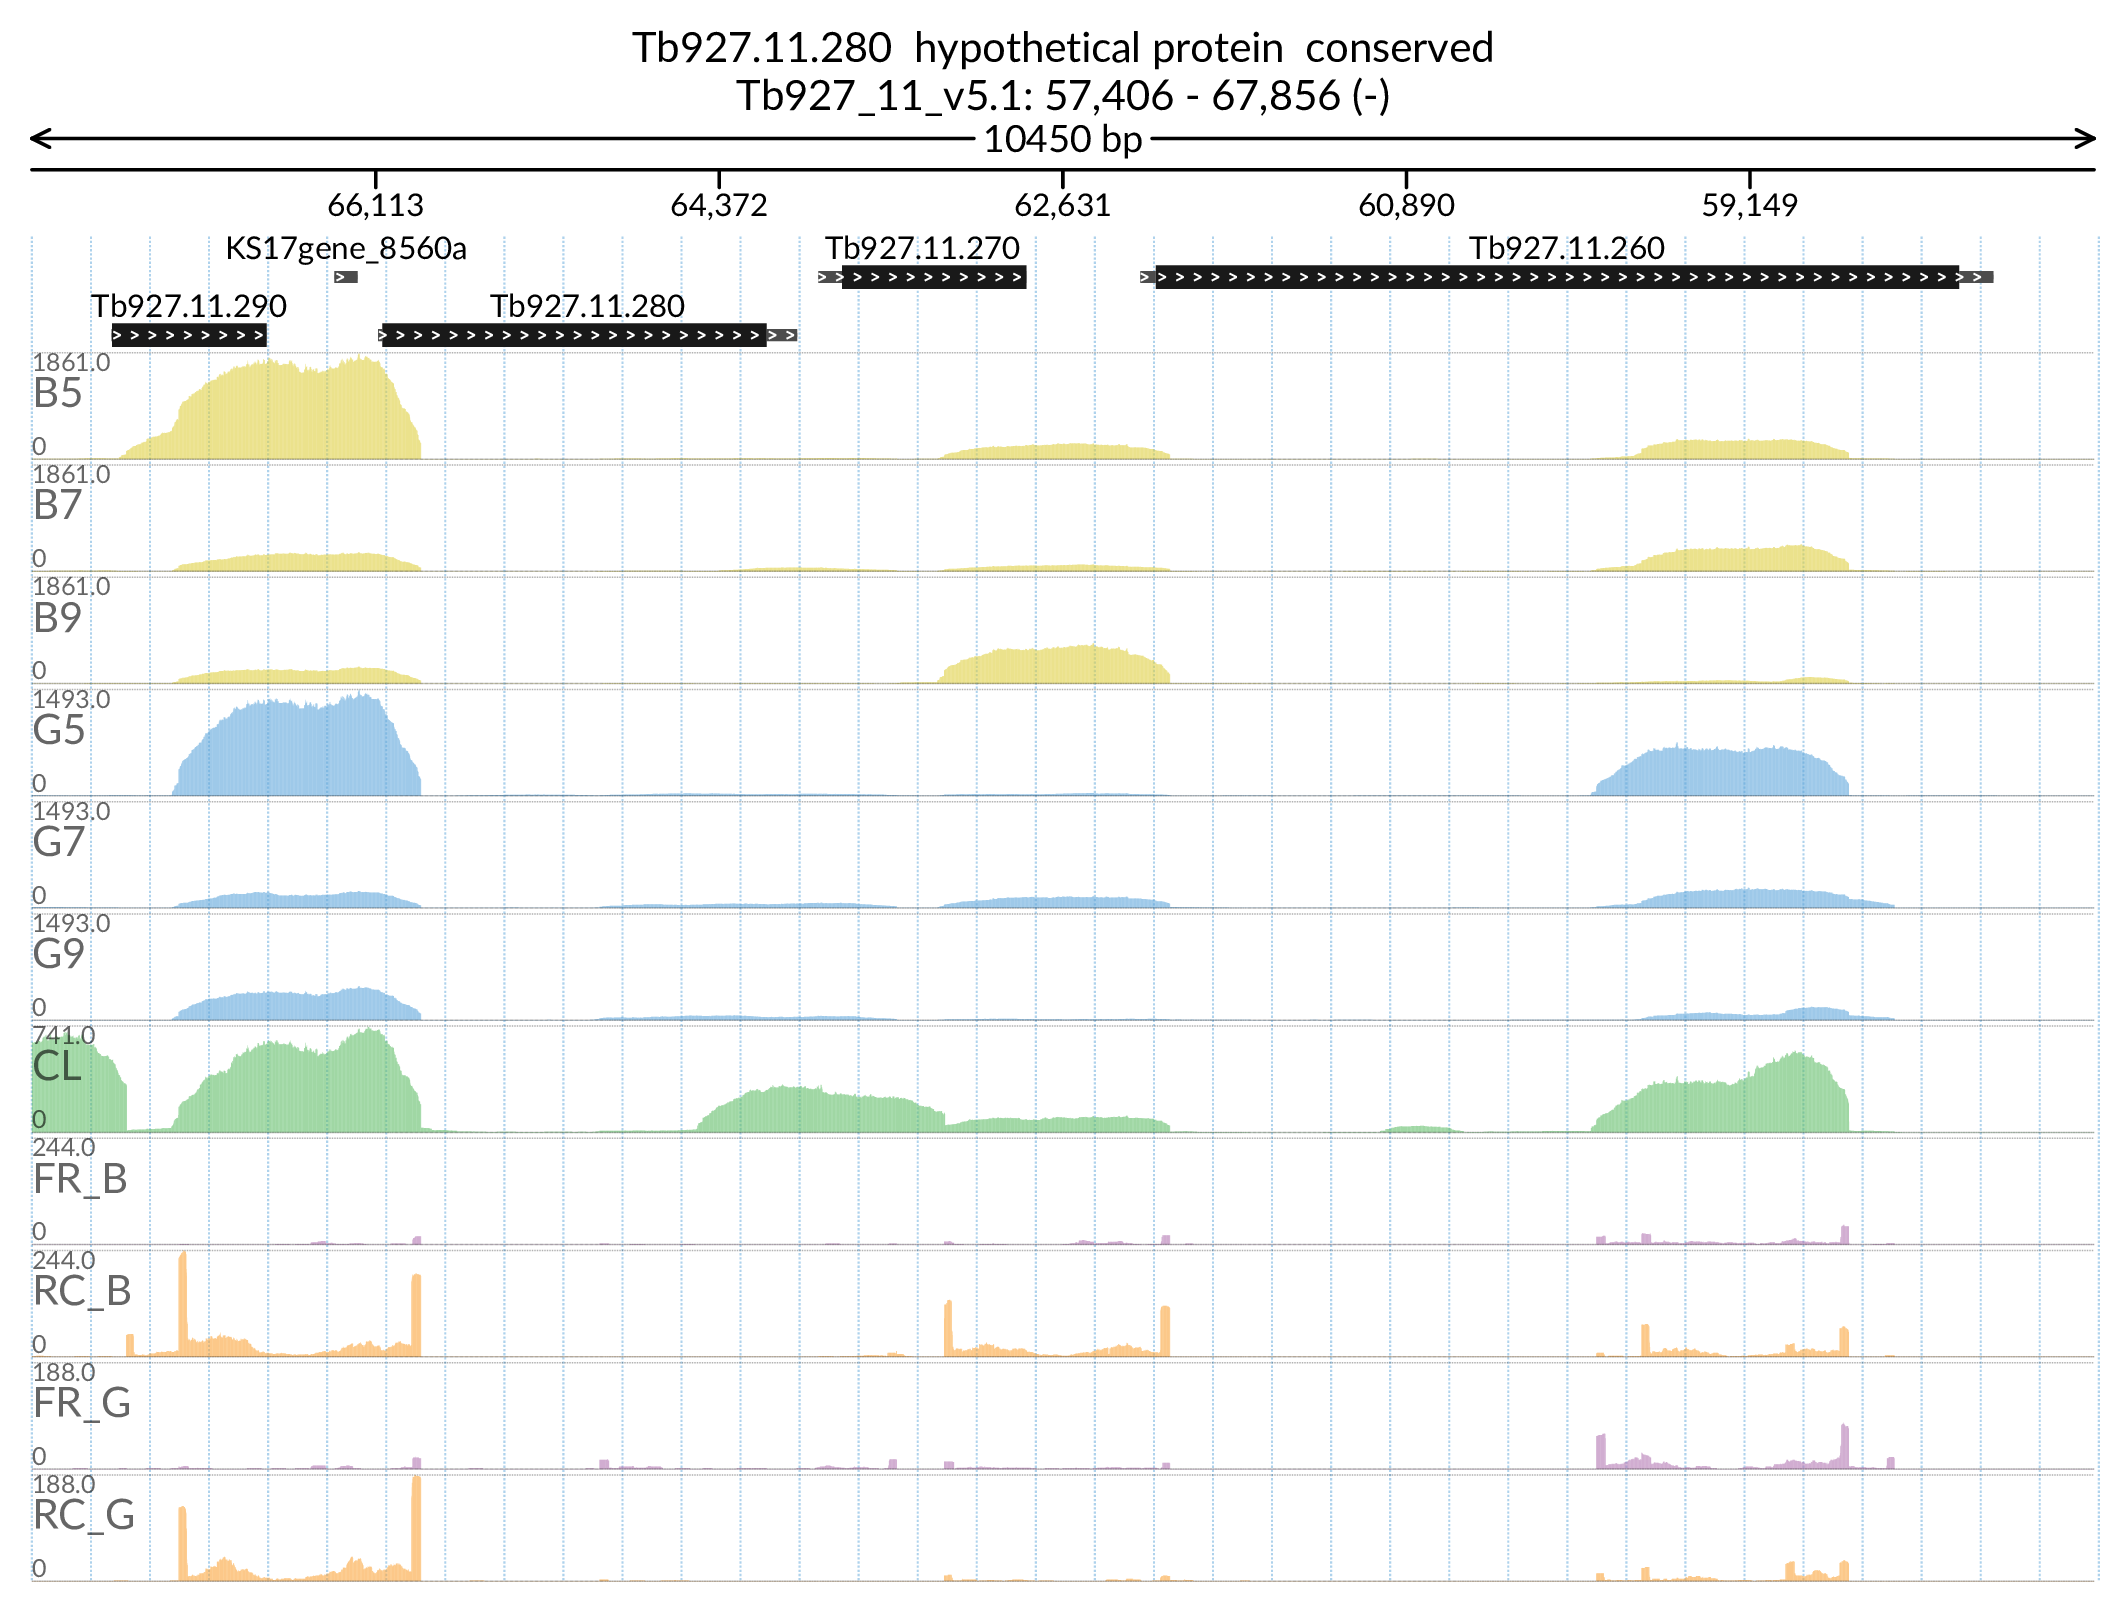 Tb927.11.280  hypothetical protein  conserved
Tb927_11_v5.1: 57,406 - 67,856 (-)
10450 bp
66,113 64,372 62,631 60,890 59,149
KS17gene_8560a Tb927.11.270 Tb927.11.260
Tb927.11.290 Tb927.11.280
1861.0
B5
0
1861.0
B7
0
1861.0
B9
0
1493.0
G5
0
1493.0
G7
0
1493.0
G9
0
741.0
CL
0
244.0
FR_B
0
244.0
RC_B
0
188.0
FR_G
0
188.0
RC_G
0